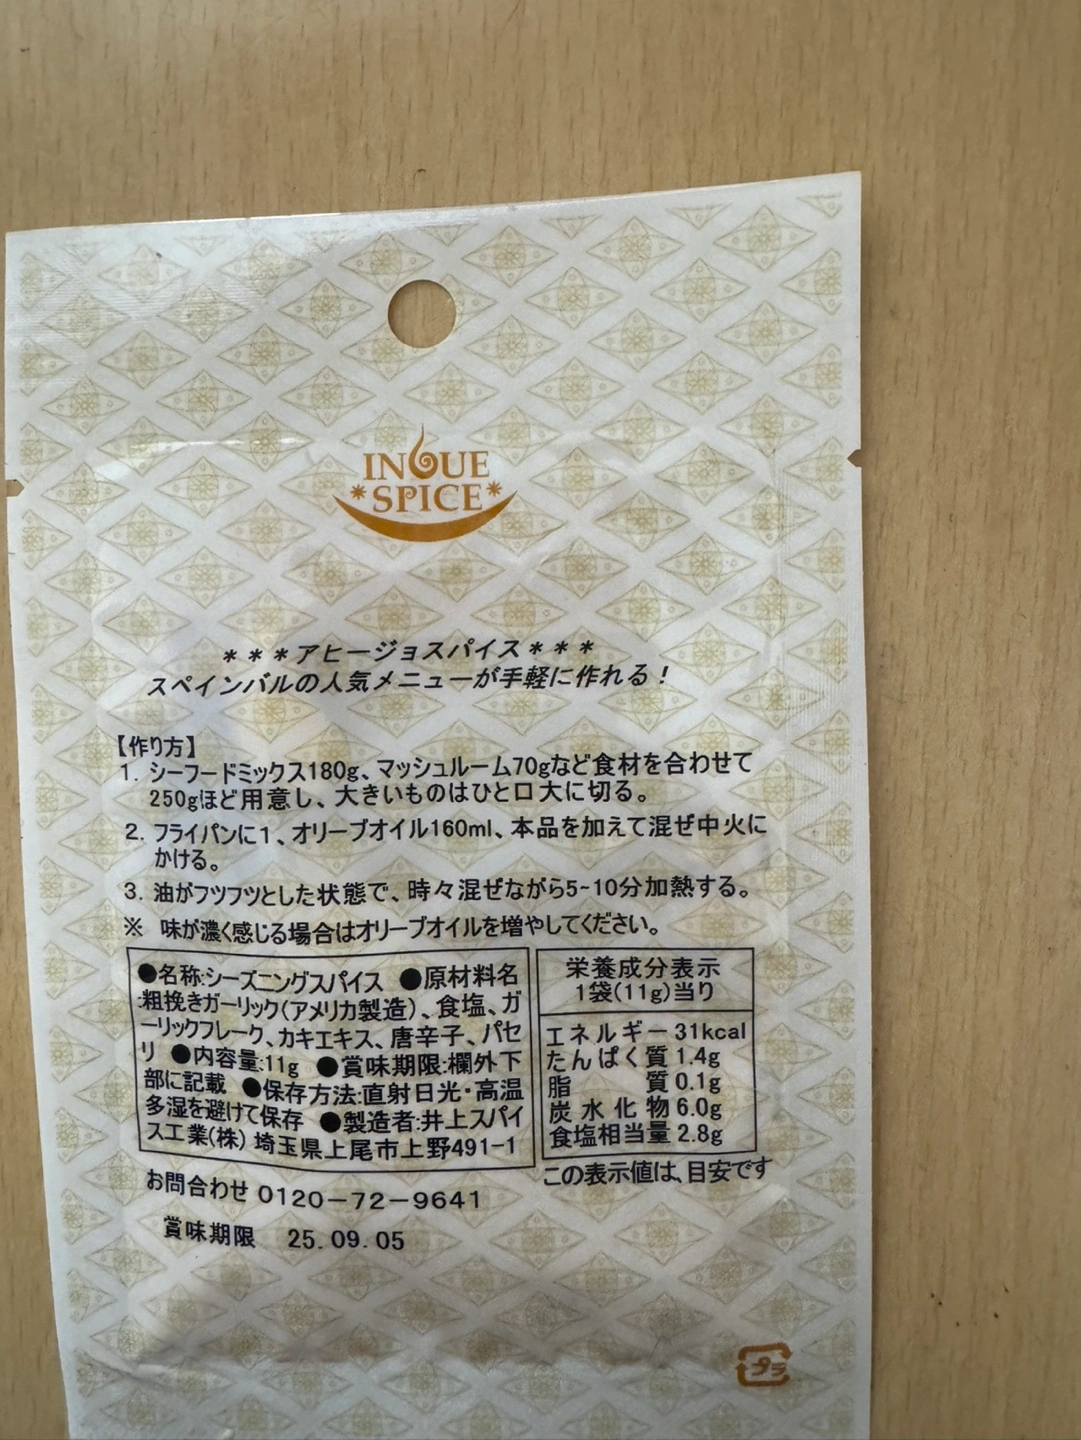 INOUE
*SPICE*
***アヒージョスパイス***
スペインバルの人気メニューが手軽に作れる!
【作り方】
1. シーフードミックス180g、マッシュルーム70gなど食材を合わせて
250gほど用意し、大きいものはひと口大に切る。
2. フライパンに1、オリーブオイル160ml、本品を加えて混ぜ中火に
かける。
3. 油がフツフツとした状態で、時々混ぜながら5~10分加熱する。
※ 味が濃く感じる場合はオリーブオイルを増やしてください。
●名称:シーズニングスパイス ●原材料名
:粗挽きガーリック(アメリカ製造)、食塩、ガ
ーリックフレーク、カキエキス、唐辛子、パセ
リ ●内容量:11g ●賞味期限:欄外下
部に記載 ●保存方法:直射日光・高温
多湿を避けて保存 ●製造者:井上スパイ
ス工業(株) 埼玉県上尾市上野491-1
栄養成分表示
1袋(11g)当り
エネルギー 31kcal
たんぱく質 1.4g
脂 質 0.1g
炭水化物 6.0g
食塩相当量 2.8g
この表示値は、目安です
お問合わせ 0120-72-9641
賞味期限 25.09.05
プラ